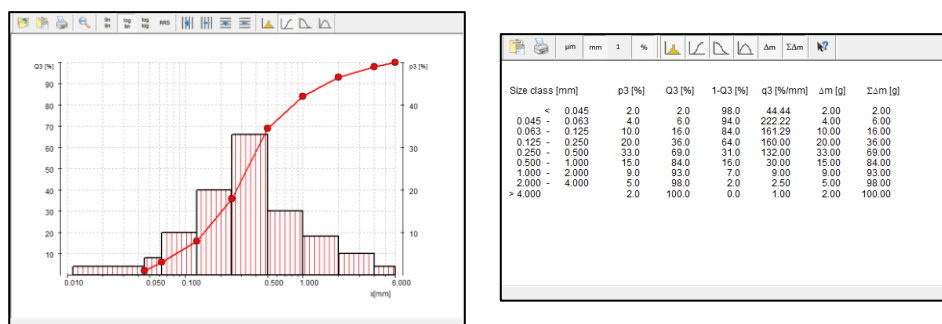 lin lin
log lin
log log
RRS
Q3 [%]
p3 [%]
90
80
70
60
50
40
30
20
10
40
30
20
10
0.010 0.050 0.100 0.500 1.000 6.000
x[mm]
µm mm 1 % Δm ΣΔm
Size class [mm] p3 [%] Q3 [%] 1-Q3 [%] q3 [%/mm] Δm [g] ΣΔm [g]
< 0.045 2.0 2.0 98.0 44.44 2.00 2.00
0.045 - 0.063 4.0 6.0 94.0 222.22 4.00 6.00
0.063 - 0.125 10.0 16.0 84.0 161.29 10.00 16.00
0.125 - 0.250 20.0 36.0 64.0 160.00 20.00 36.00
0.250 - 0.500 33.0 69.0 31.0 132.00 33.00 69.00
0.500 - 1.000 15.0 84.0 16.0 30.00 15.00 84.00
1.000 - 2.000 9.0 93.0 7.0 9.00 9.00 93.00
2.000 - 4.000 5.0 98.0 2.0 2.50 5.00 98.00
> 4.000 2.0 100.0 0.0 1.00 2.00 100.00